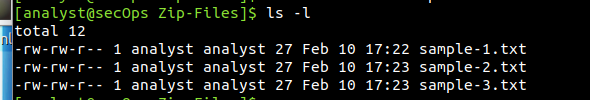 [analyst@secOps Zip-Files]$ ls -l
total 12
-rw-rw-r-- 1 analyst analyst 27 Feb 10 17:22 sample-1.txt
-rw-rw-r-- 1 analyst analyst 27 Feb 10 17:23 sample-2.txt
-rw-rw-r-- 1 analyst analyst 27 Feb 10 17:23 sample-3.txt